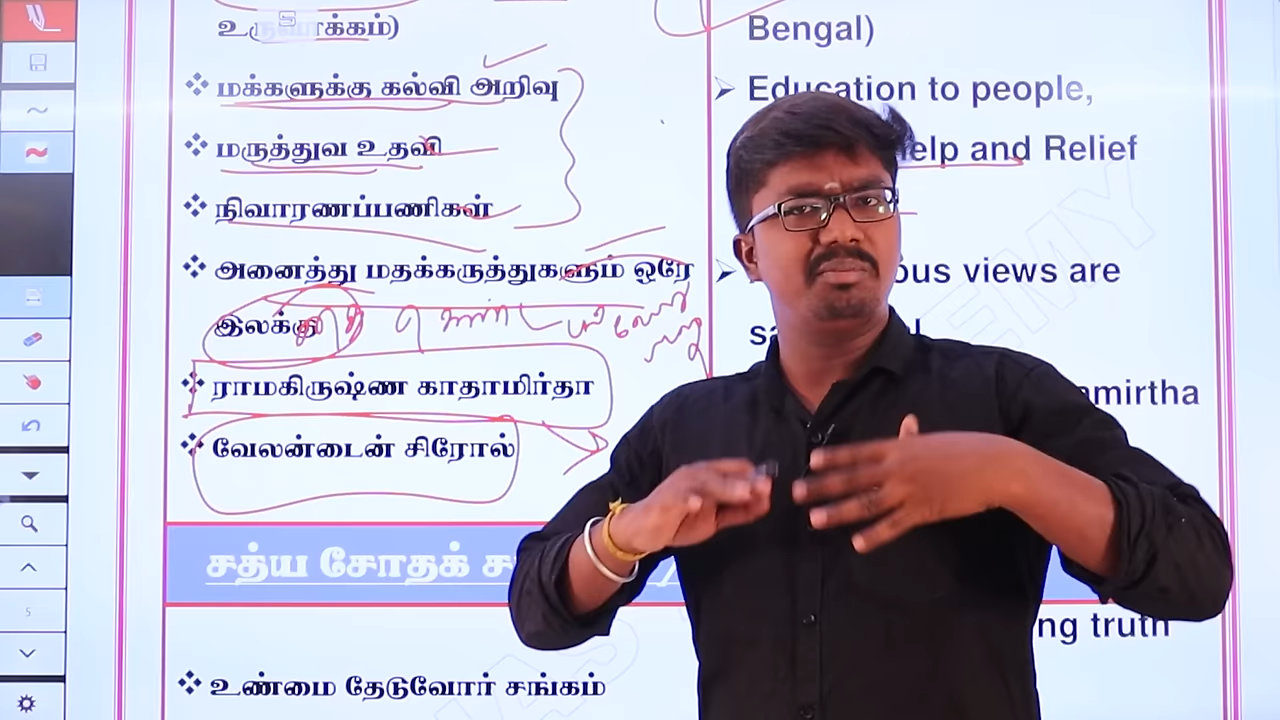 உருவாக்கம்)
❖ மக்களுக்கு கல்வி அறிவு
❖ மருத்துவ உதவி
❖ நிவாரணப்பணிகள்
❖ அனைத்து மதக்கருத்துகளும் ஒரே
இலக்கு
❖ ராமகிருஷ்ண காதாமிர்தா
❖ வேலன்டைன் சிரோல்
சத்ய சோதக்
❖ உண்மை தேடுவோர் சங்கம்
Bengal)
➢ Education to people,
elp and Relief
➢ ous views are
amirtha
ng truth
5